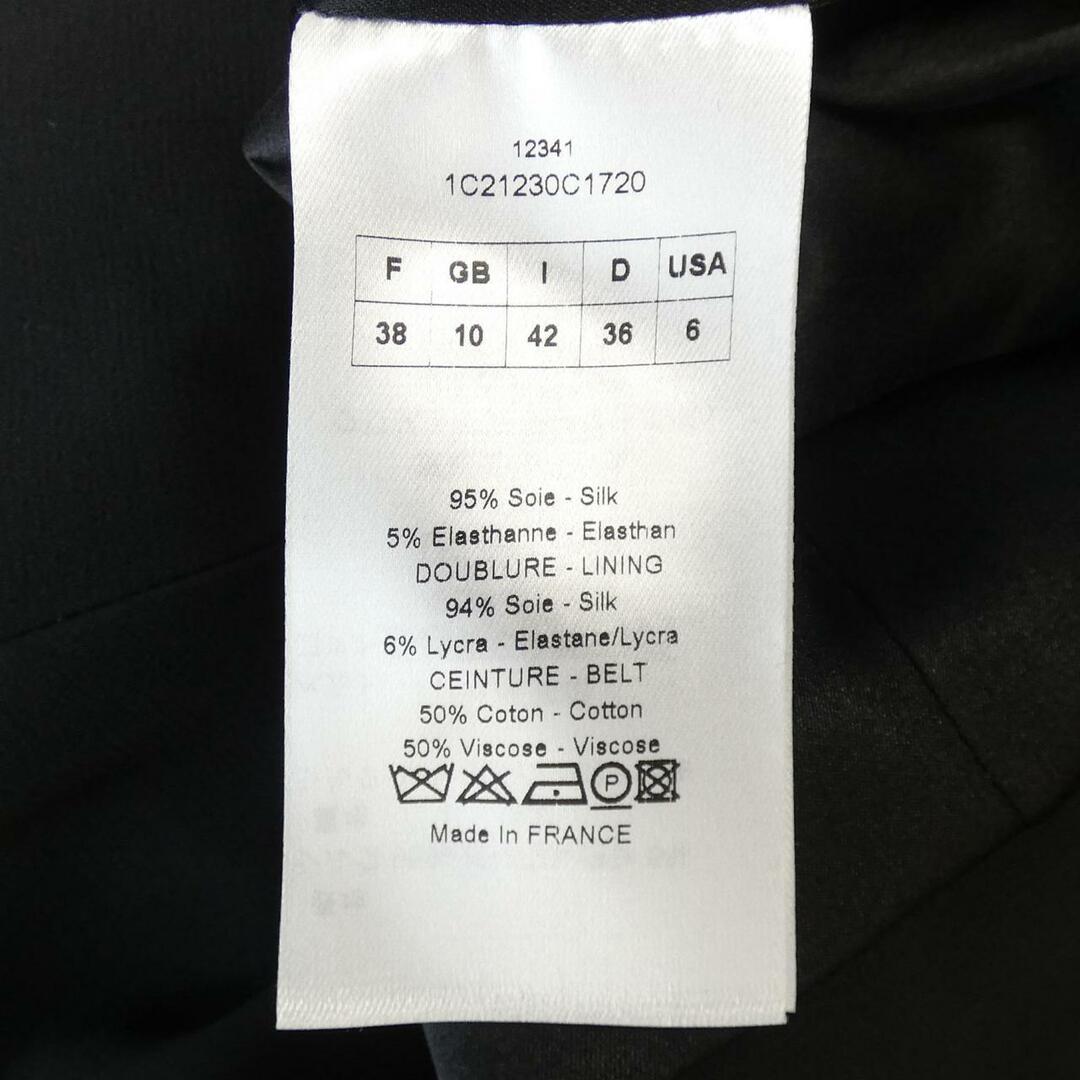 12341
1C21230C1720
F GB I D USA
38 10 42 36 6
95% Soie - Silk
5% Elasthanne - Elasthan
DOUBLURE - LINING
94% Soie - Silk
6% Lycra - Elastane/Lycra
CEINTURE - BELT
50% Coton - Cotton
50% Viscose - Viscose
P
Made In FRANCE